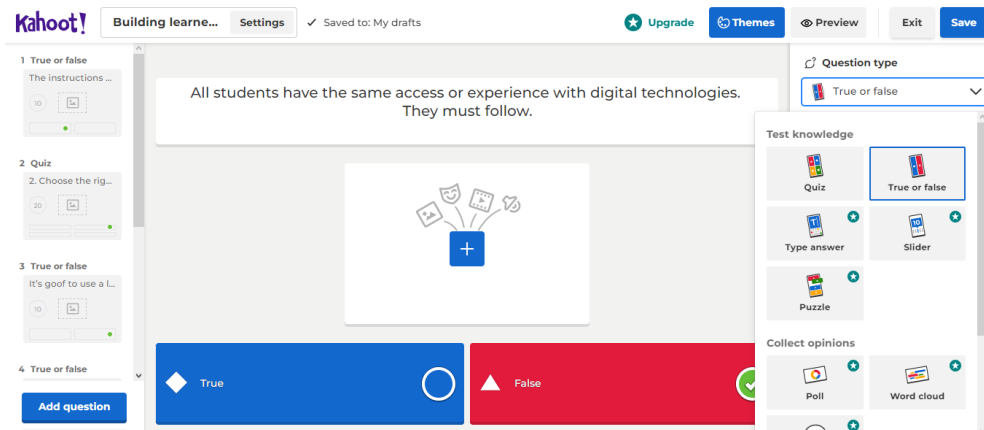 Kahoot!
Building learne...
Settings
Saved to: My drafts
Upgrade
Themes
Preview
Exit
Save
1 True or false
The instructions ...
10
2 Quiz
2. Choose the rig...
20
3 True or false
It's goof to use a l...
10
4 True or false
Add question
All students have the same access or experience with digital technologies.
They must follow.
True
False
Question type
True or false
Test knowledge
Quiz
True or false
Type answer
Slider
Puzzle
Collect opinions
Poll
Word cloud